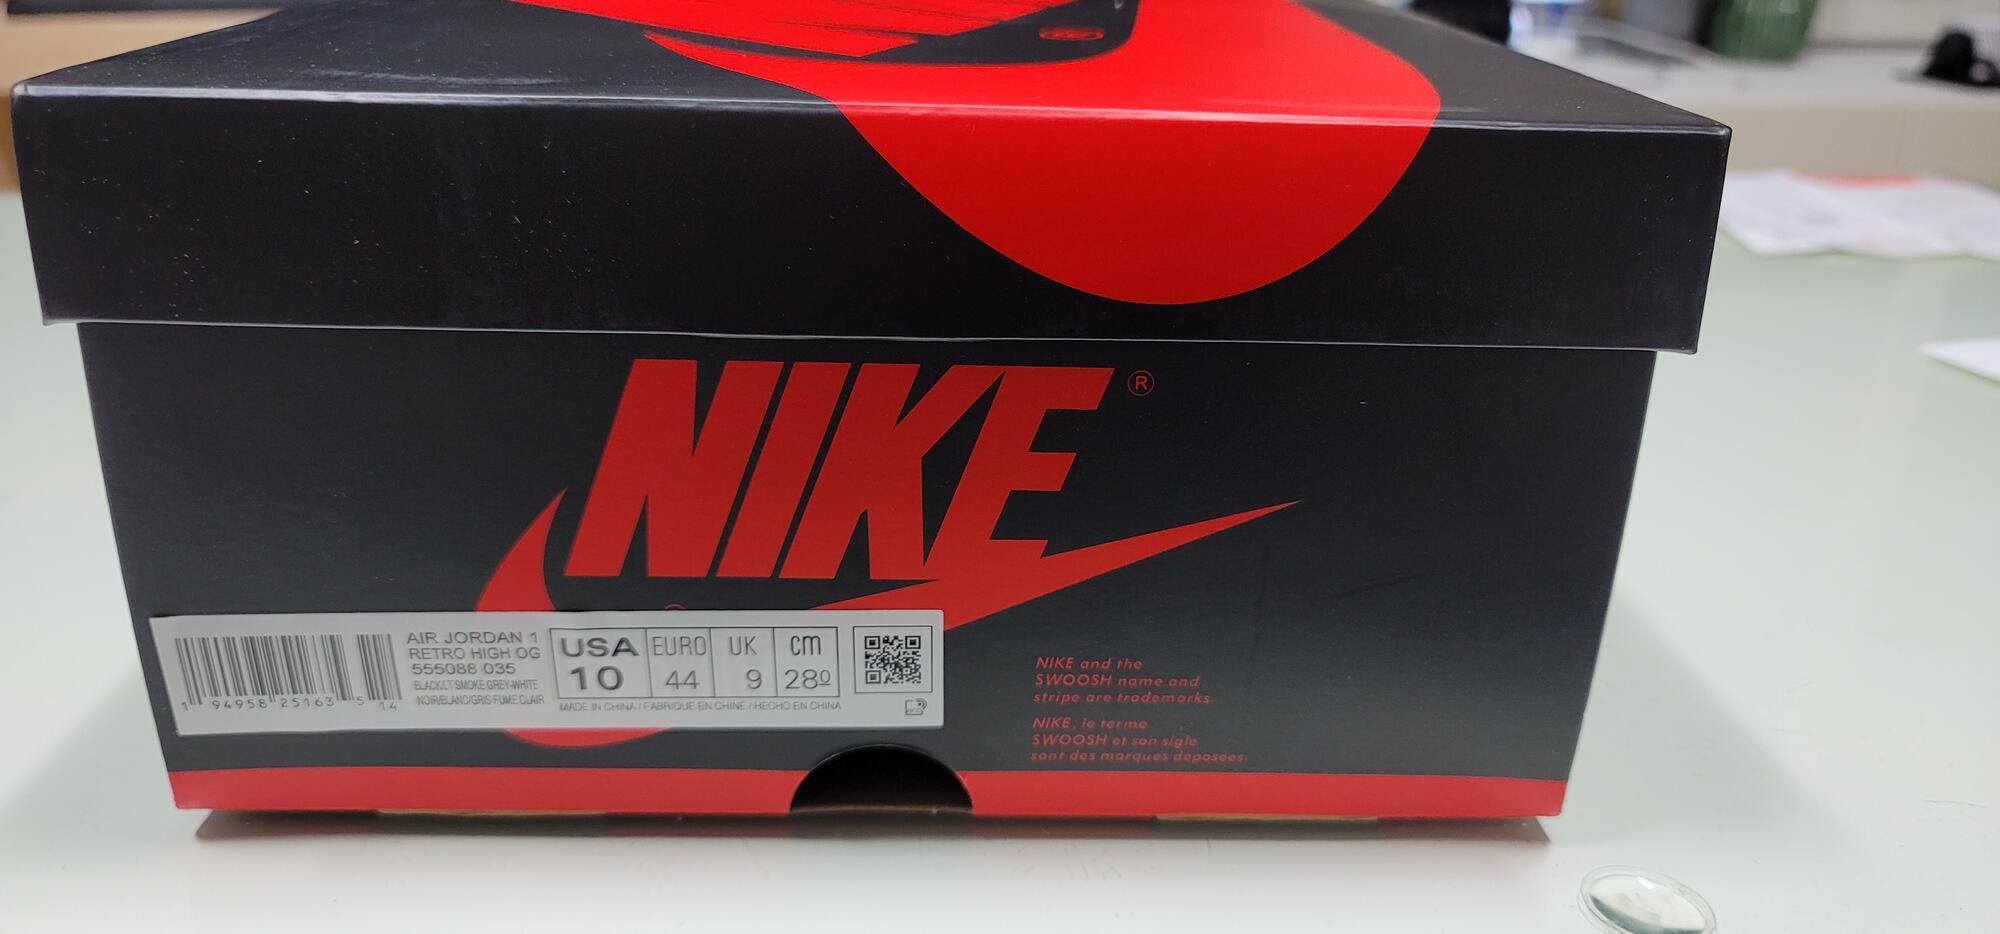 NIKE ®
AIR JORDAN 1
RETRO HIGH OG
555088 035
BLACK/LT SMOKE GREY-WHITE
NOIR/BLANC/GRIS FUME CLAIR
1 94958 25163 5 14
USA EURO UK cm
10 44 9 280
MADE IN CHINA / FABRIQUE EN CHINE / HECHO EN CHINA
NIKE and the
SWOOSH name and
stripe are trademarks.
NIKE, le terme
SWOOSH et son sigle
sont des marques deposees.